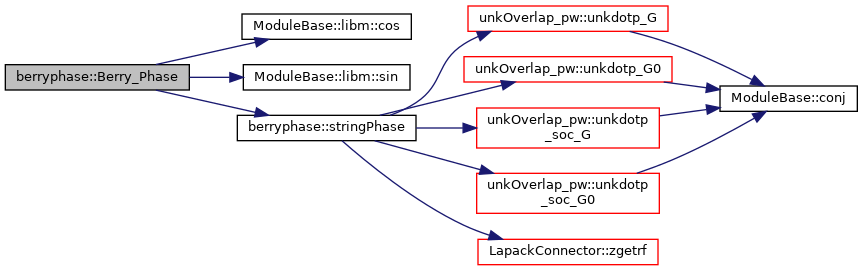 berryphase::Berry_Phase
ModuleBase::libm::cos
ModuleBase::libm::sin
berryphase::stringPhase
unkOverlap_pw::unkdotp_G
unkOverlap_pw::unkdotp_G0
unkOverlap_pw::unkdotp
_soc_G
unkOverlap_pw::unkdotp
_soc_G0
LapackConnector::zgetrf
ModuleBase::conj